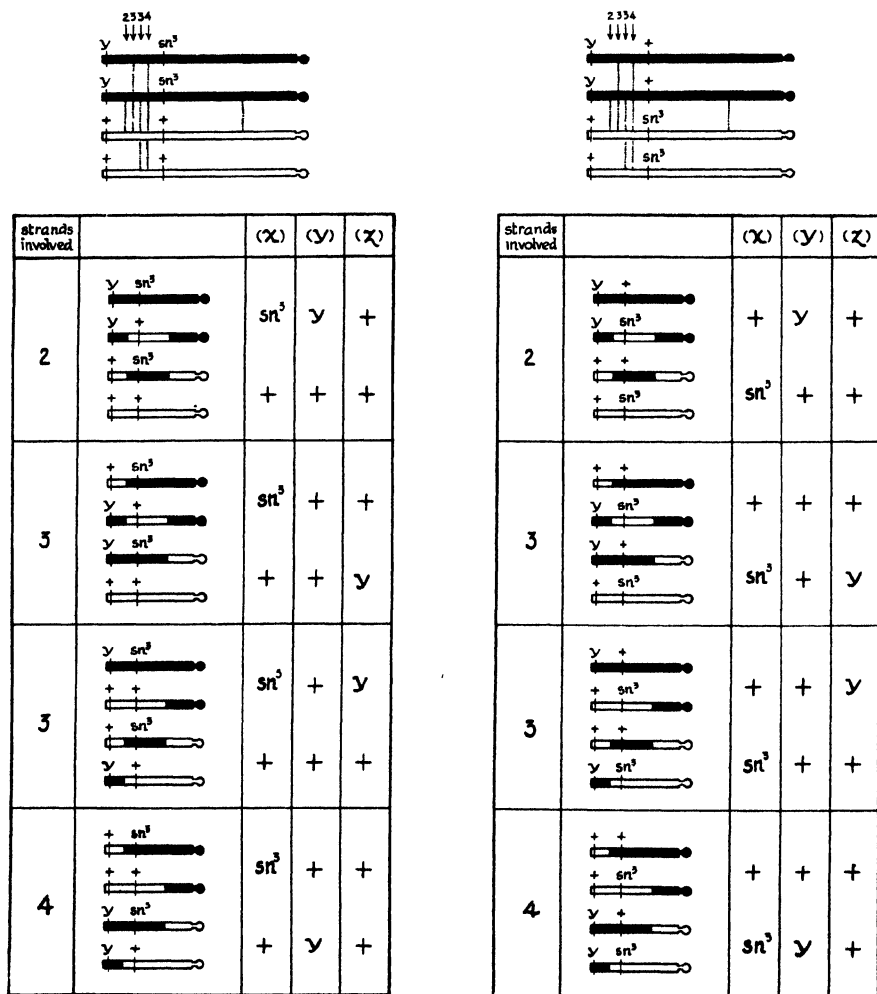 2334
y sn³
y sn³
+ +
+ +
2334
y +
y +
+ sn³
+ sn³
strands involved (x) (y) (z)
2
y sn³
y +
+ sn³
+ +
sn³ y +
+ + +
3
+ sn³
y +
y sn³
+ +
sn³ + +
+ + y
3
y sn³
+ +
+ sn³
y +
sn³ + y
+ + +
4
+ sn³
+ +
y sn³
y +
sn³ + +
+ y +
strands involved (x) (y) (z)
2
y +
y sn³
+ +
+ sn³
+ y +
sn³ + +
3
+ +
y sn³
y +
+ sn³
+ + +
sn³ + y
3
y +
+ sn³
+ +
y sn³
+ + y
sn³ + +
4
+ +
+ sn³
y +
y sn³
+ + +
sn³ y +